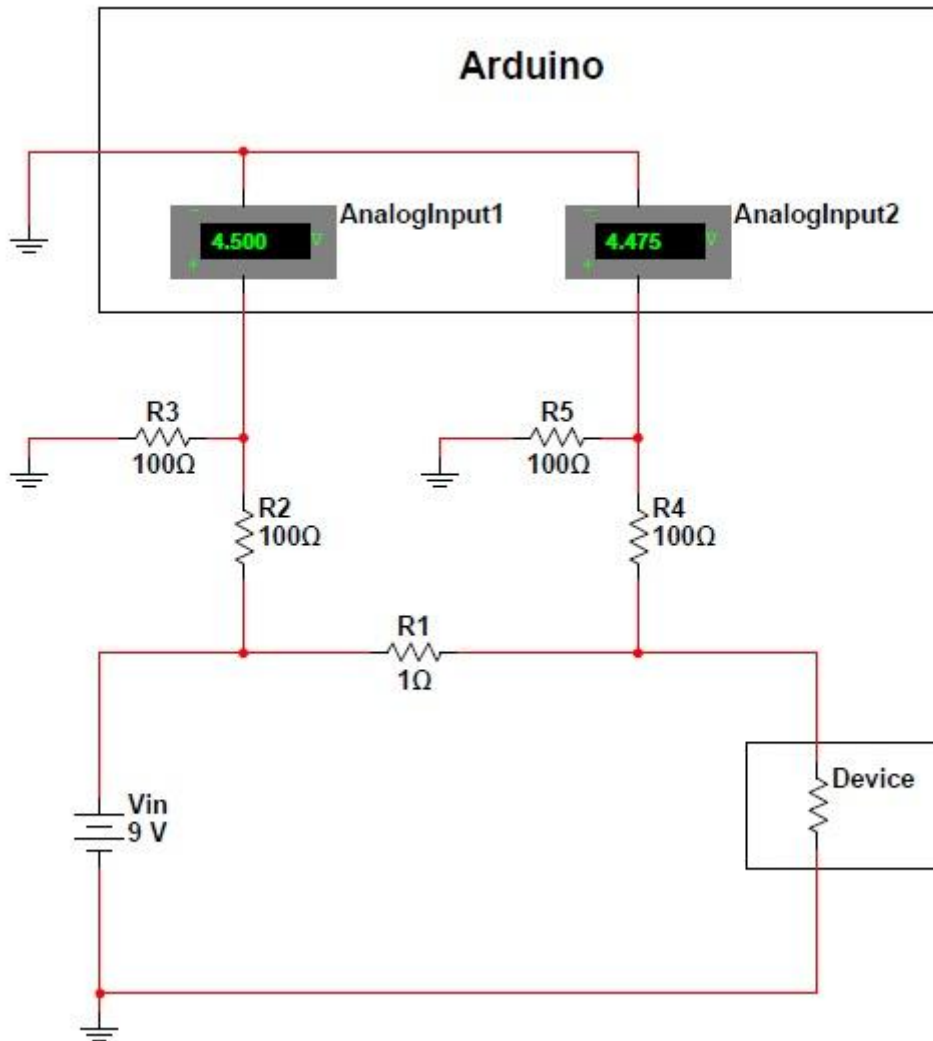 Arduino
AnalogInput1
AnalogInput2
− 4.500 V +
− 4.475 V +
R3
100Ω
R5
100Ω
R2
100Ω
R4
100Ω
R1
1Ω
Vin
9 V
Device